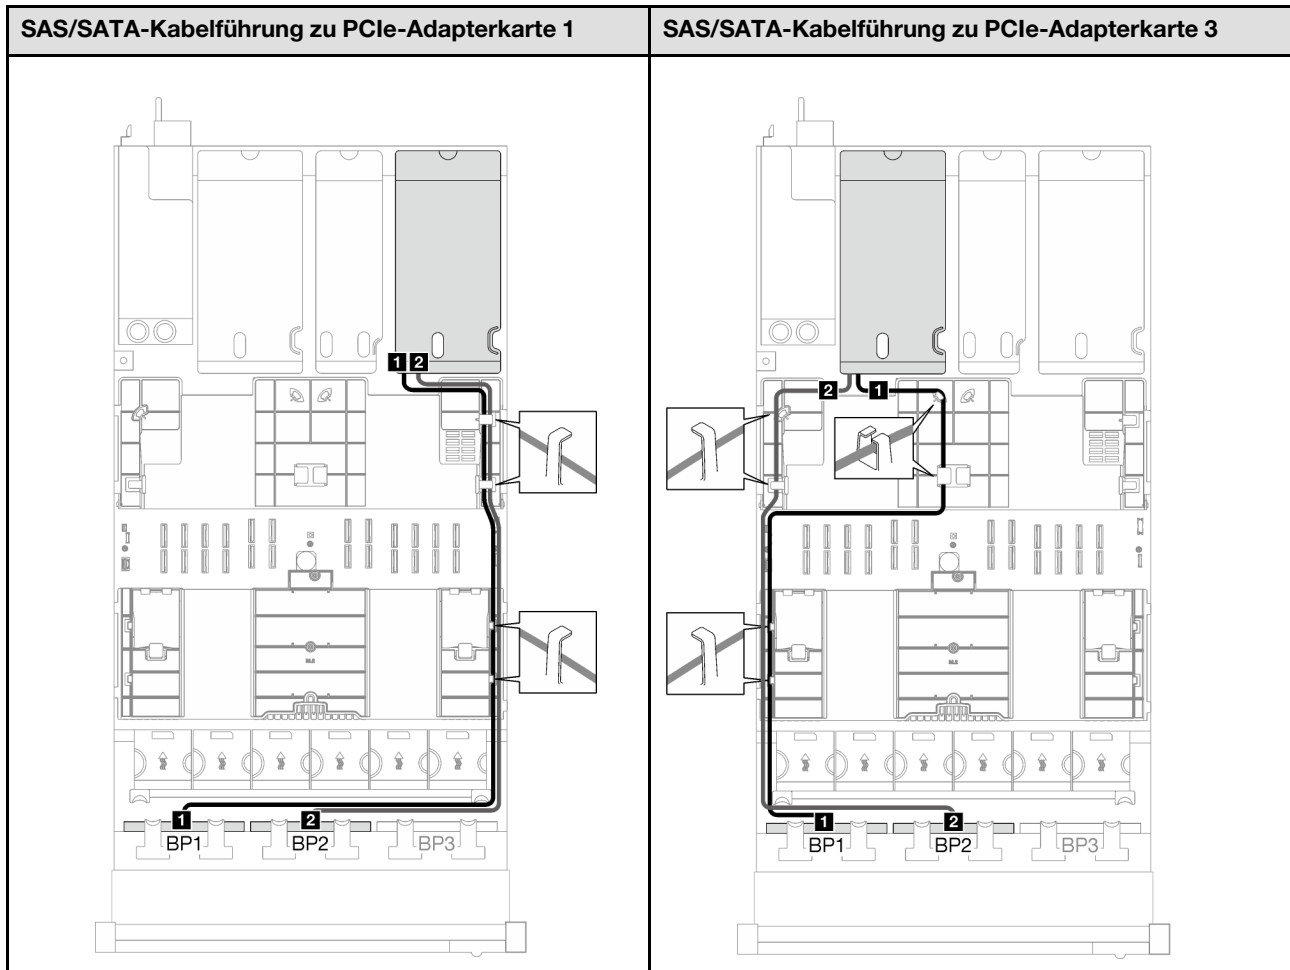 SAS/SATA-Kabelführung zu PCIe-Adapterkarte 1
SAS/SATA-Kabelführung zu PCIe-Adapterkarte 3
1 2
2 1
1 2
BP1 BP2 BP3
1 2
BP1 BP2 BP3